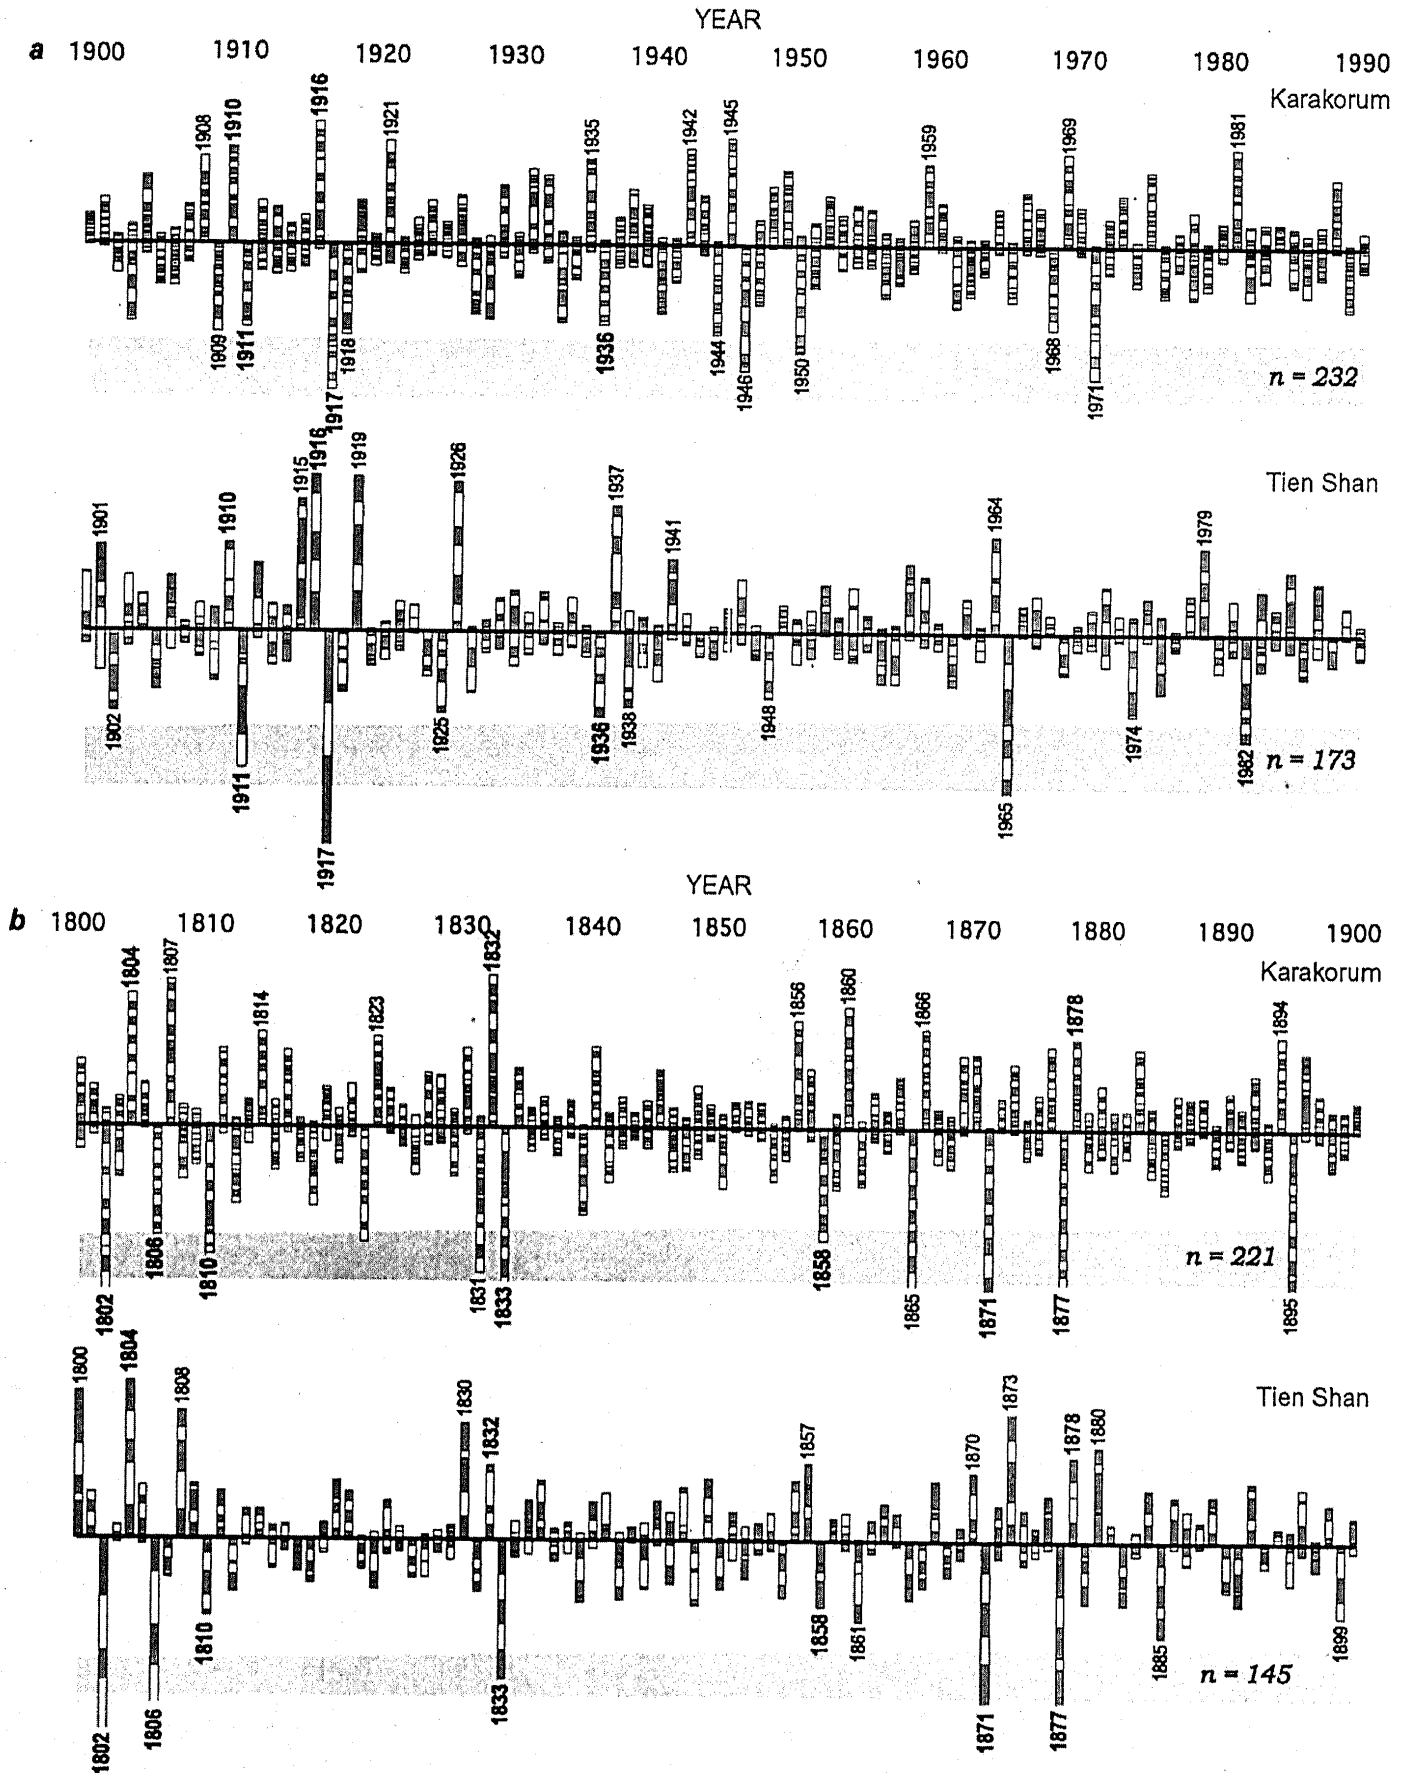 YEAR
a 1900 1910 1920 1930 1940 1950 1960 1970 1980 1990
Karakorum
1908 1910 1916 1921 1935 1942 1945 1959 1969 1981
1909 1911 1917 1918 1936 1944 1946 1950 1968 1971
n = 232
Tien Shan
1901 1910 1915 1916 1919 1926 1937 1941 1964 1979
1902 1911 1917 1925 1936 1938 1948 1965 1974 1982
n = 173
YEAR
b 1800 1810 1820 1830 1840 1850 1860 1870 1880 1890 1900
Karakorum
1804 1807 1814 1823 1832 1856 1860 1866 1878 1894
1802 1806 1810 1831 1833 1858 1865 1871 1877 1895
n = 221
Tien Shan
1800 1804 1808 1830 1832 1857 1870 1873 1878 1880
1802 1806 1810 1833 1858 1861 1871 1877 1885 1899
n = 145